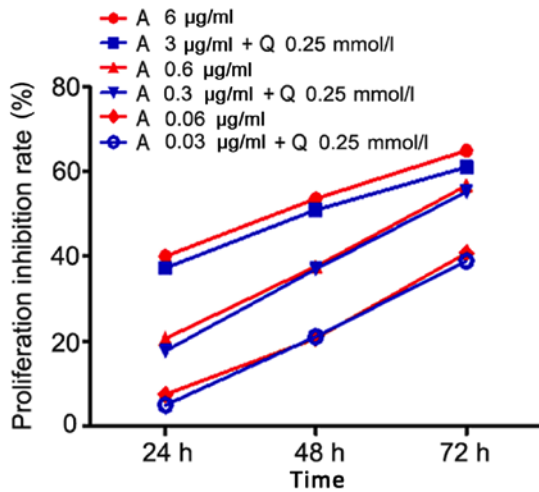 A 6 μg/ml
A 3 μg/ml + Q 0.25 mmol/l
A 0.6 μg/ml
A 0.3 μg/ml + Q 0.25 mmol/l
A 0.06 μg/ml
A 0.03 μg/ml + Q 0.25 mmol/l
Proliferation inhibition rate (%)
80
60
40
20
0
24 h 48 h 72 h
Time